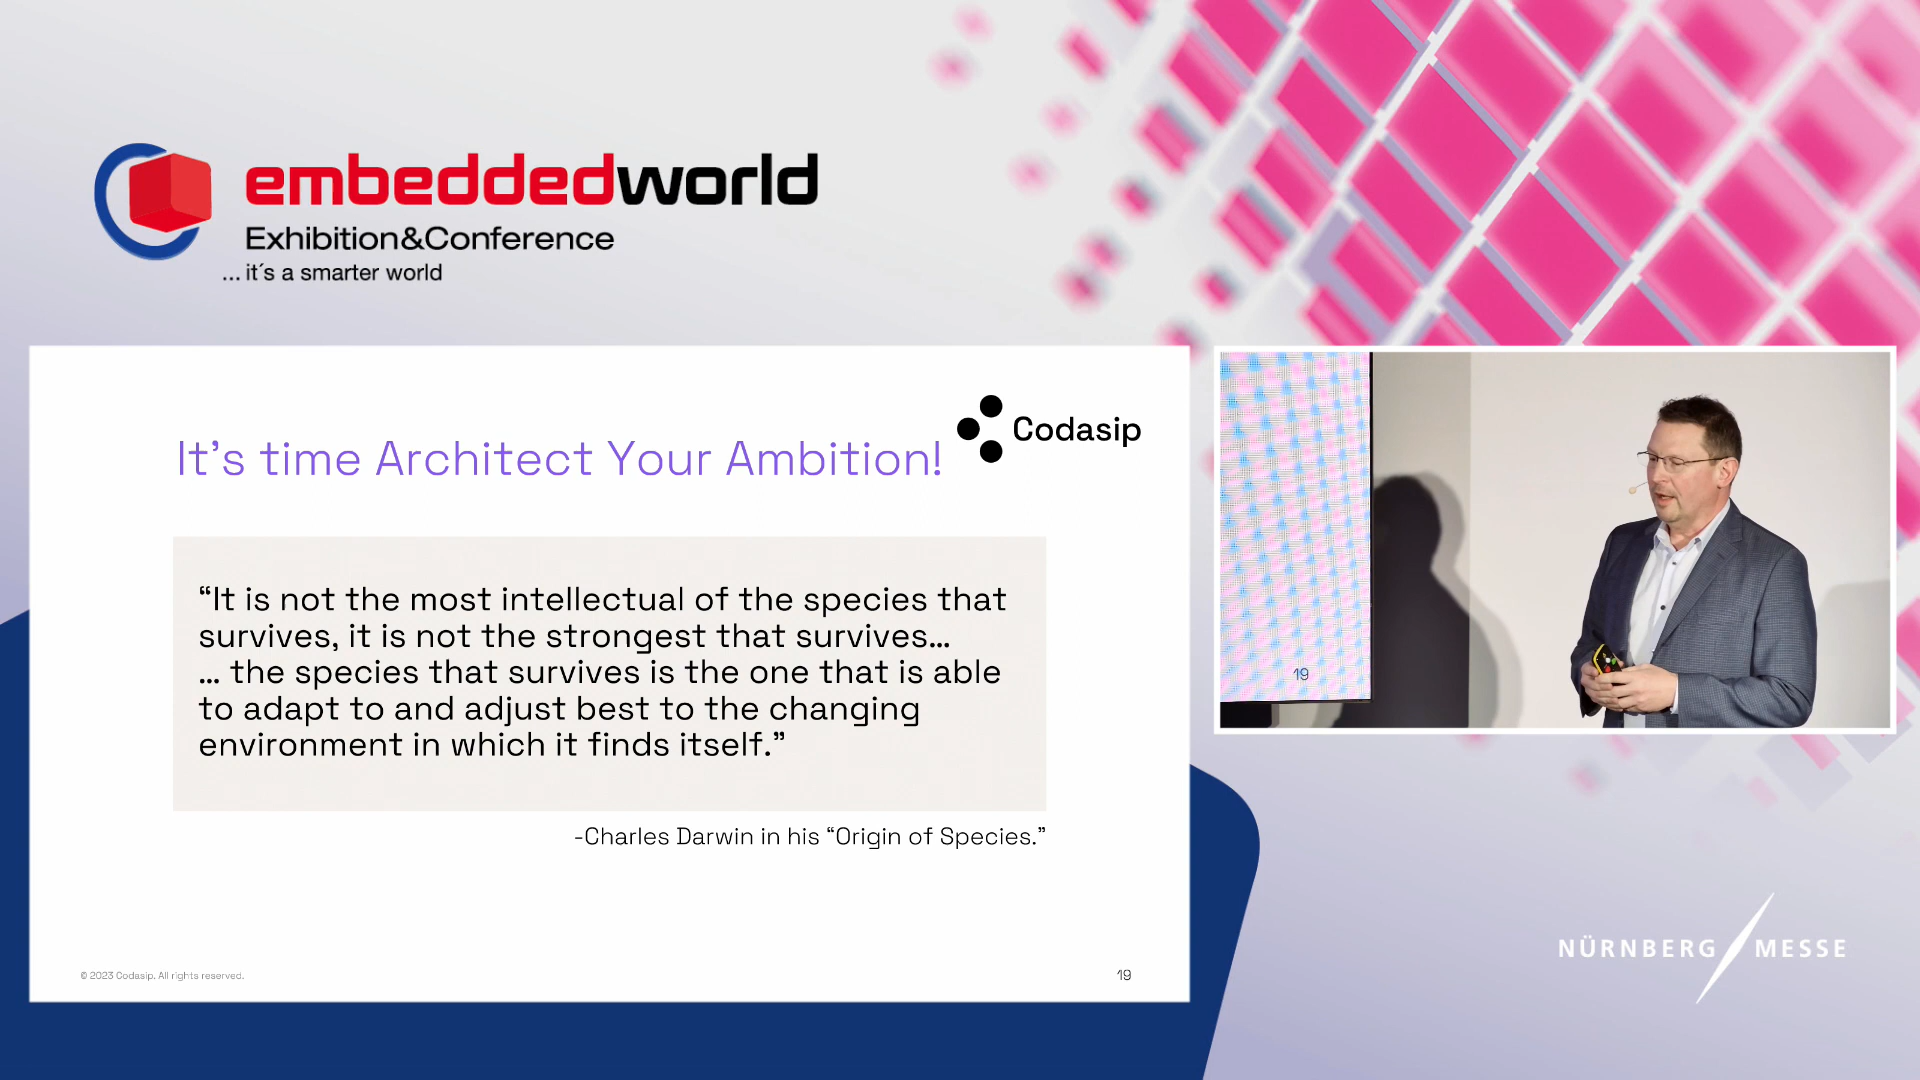 embeddedworld
Exhibition&Conference
... it´s a smarter world
Codasip
It's time Architect Your Ambition!
“It is not the most intellectual of the species that
survives, it is not the strongest that survives...
... the species that survives is the one that is able
to adapt to and adjust best to the changing
environment in which it finds itself.”
-Charles Darwin in his “Origin of Species.”
© 2023 Codasip. All rights reserved.
19
19
NÜRNBERG MESSE